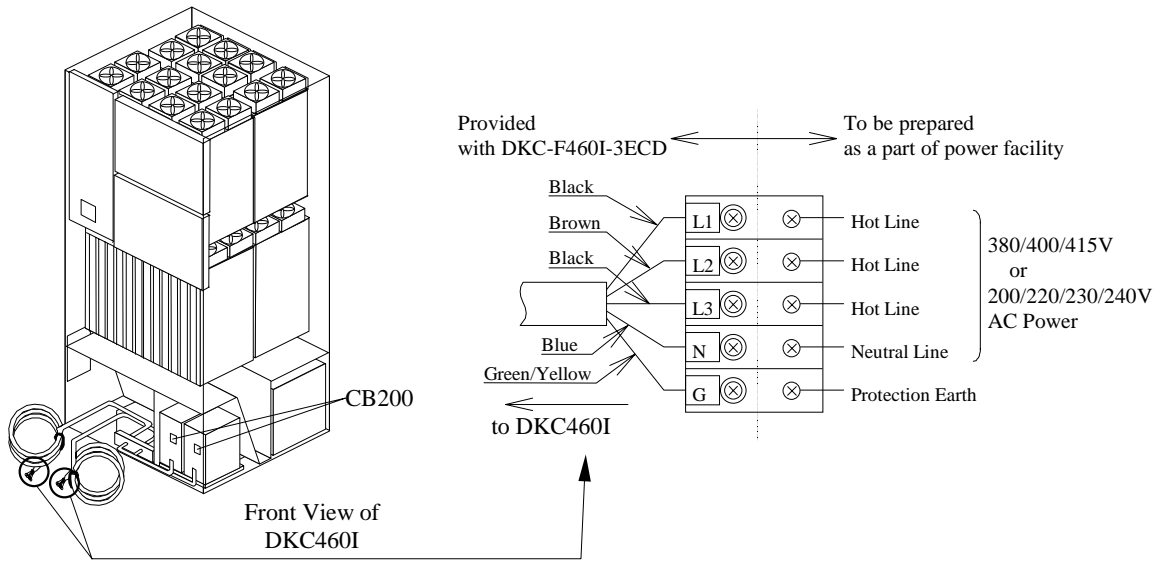 Provided
with DKC-F460I-3ECD
To be prepared
as a part of power facility
Black
Brown
Black
Blue
Green/Yellow
to DKC460I
L1
Hot Line
L2
Hot Line
L3
Hot Line
N
Neutral Line
G
Protection Earth
380/400/415V
or
200/220/230/240V
AC Power
CB200
Front View of
DKC460I